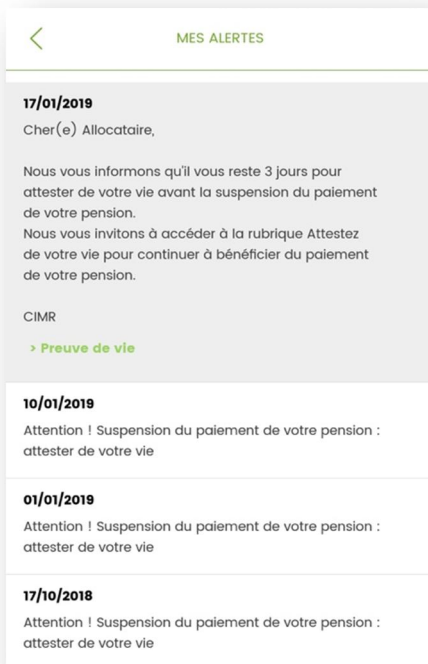 MES ALERTES
17/01/2019
Cher(e) Allocataire,
Nous vous informons qu'il vous reste 3 jours pour
attester de votre vie avant la suspension du paiement
de votre pension.
Nous vous invitons à accéder à la rubrique Attestez
de votre vie pour continuer à bénéficier du paiement
de votre pension.
CIMR
> Preuve de vie
10/01/2019
Attention ! Suspension du paiement de votre pension :
attester de votre vie
01/01/2019
Attention ! Suspension du paiement de votre pension :
attester de votre vie
17/10/2018
Attention ! Suspension du paiement de votre pension :
attester de votre vie